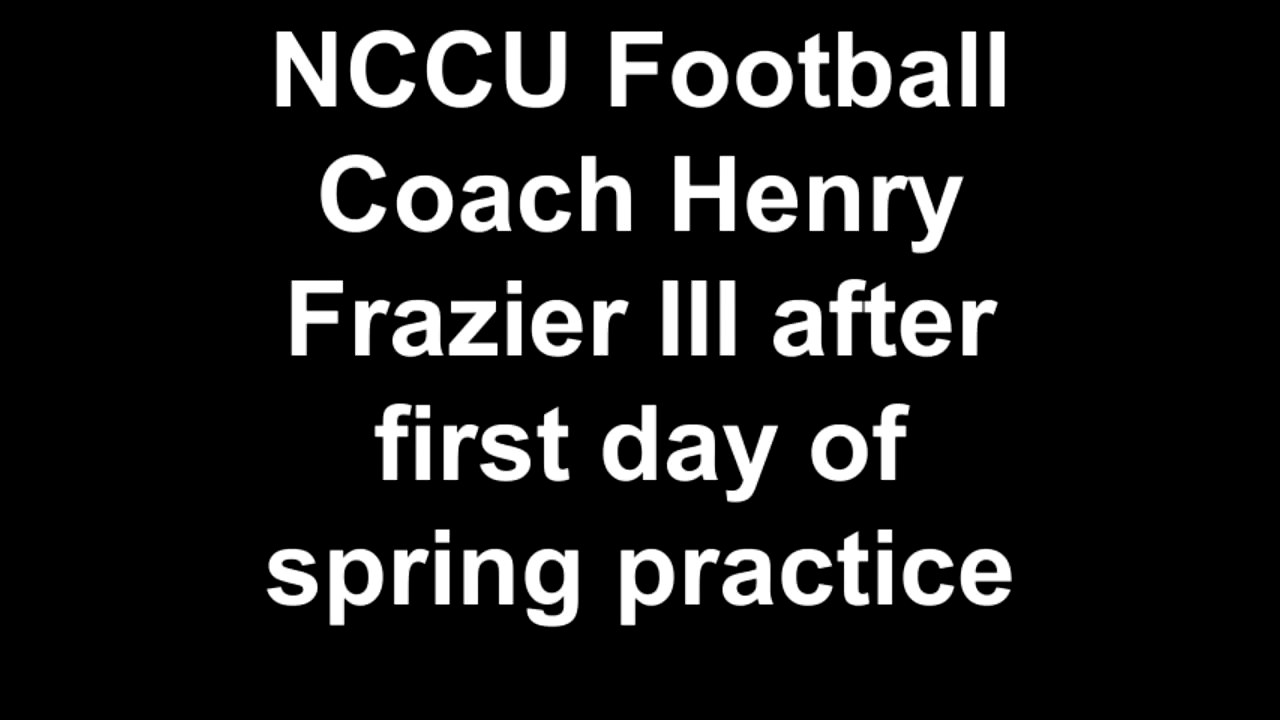 NCCU Football
Coach Henry
Frazier III after
first day of
spring practice